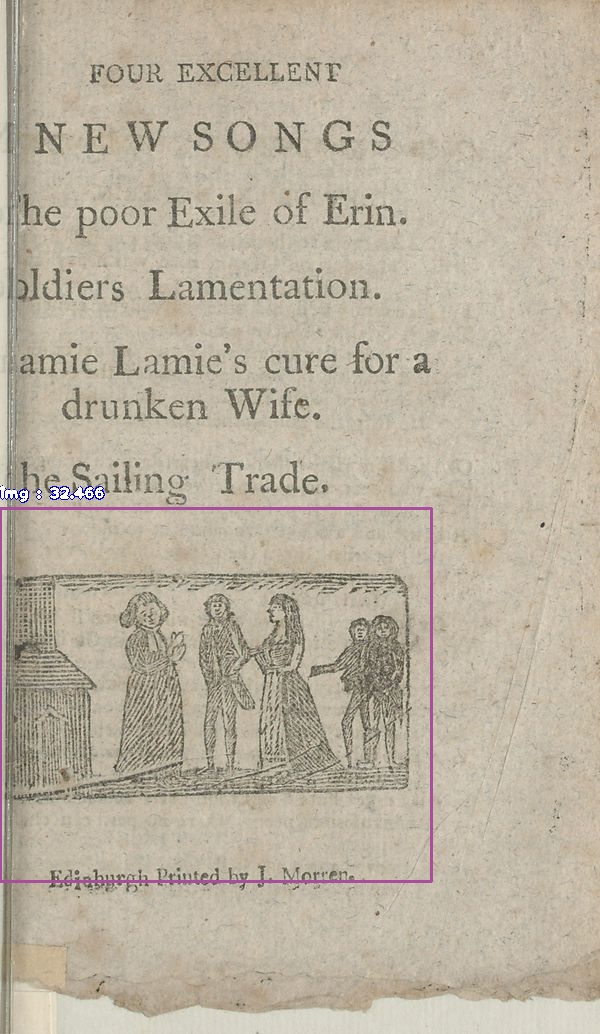 FOUR EXCELLENT
NEW SONGS
he poor Exile of Erin.
oldiers Lamentation.
amie Lamie's cure for a
drunken Wife.
he Sailing Trade.
img : 32.466
Edinburgh Printed by J. Morren.